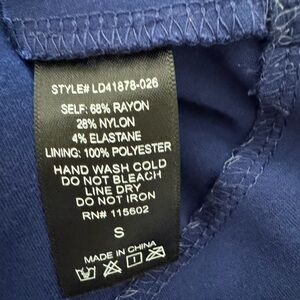 STYLE# LD41878-026
SELF: 68% RAYON
28% NYLON
4% ELASTANE
LINING: 100% POLYESTER
HAND WASH COLD
DO NOT BLEACH
LINE DRY
DO NOT IRON
RN# 115602
S
MADE IN CHINA